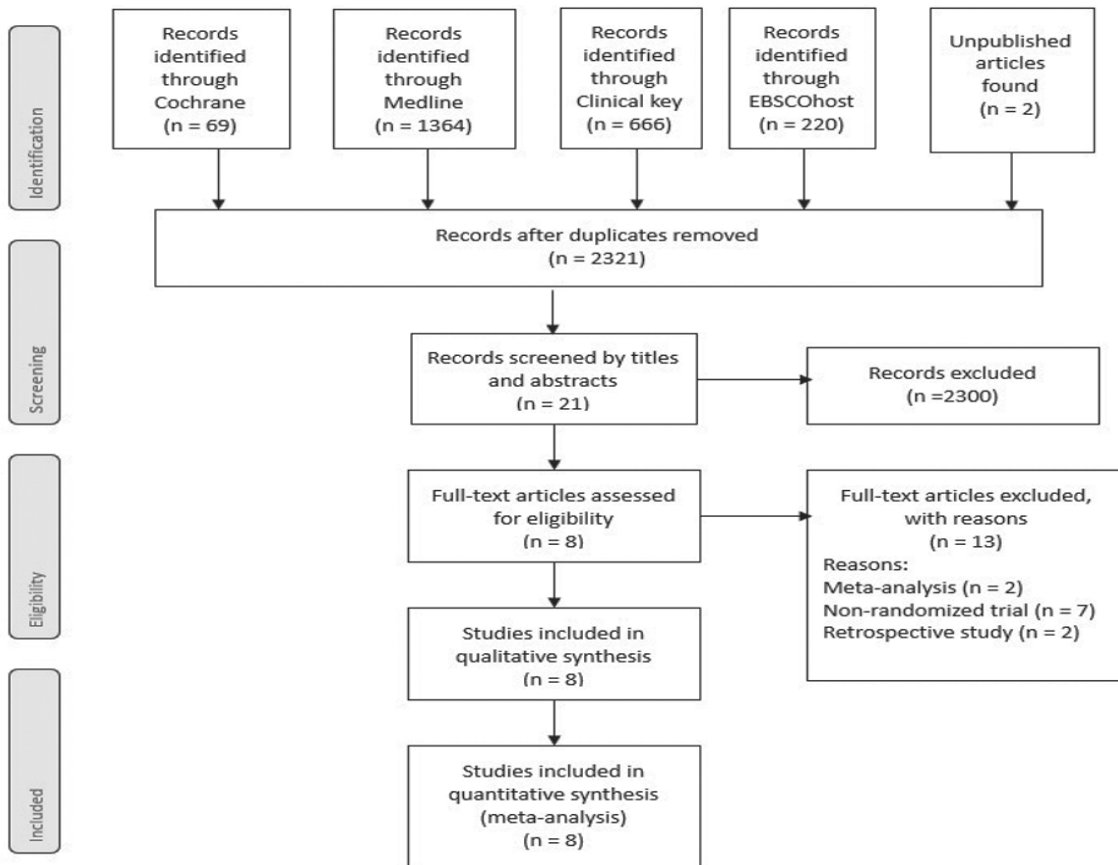 Identification
Records
identified
through
Cochrane
(n = 69)
Records
identified
through
Medline
(n = 1364)
Records
identified
through
Clinical key
(n = 666)
Records
identified
through
EBSCOhost
(n = 220)
Unpublished
articles
found
(n = 2)
Records after duplicates removed
(n = 2321)
Screening
Records screened by titles
and abstracts
(n = 21)
Records excluded
(n =2300)
Eligibility
Full-text articles assessed
for eligibility
(n = 8)
Full-text articles excluded,
with reasons
(n = 13)
Reasons:
Meta-analysis (n = 2)
Non-randomized trial (n = 7)
Retrospective study (n = 2)
Studies included in
qualitative synthesis
(n = 8)
Included
Studies included in
quantitative synthesis
(meta-analysis)
(n = 8)